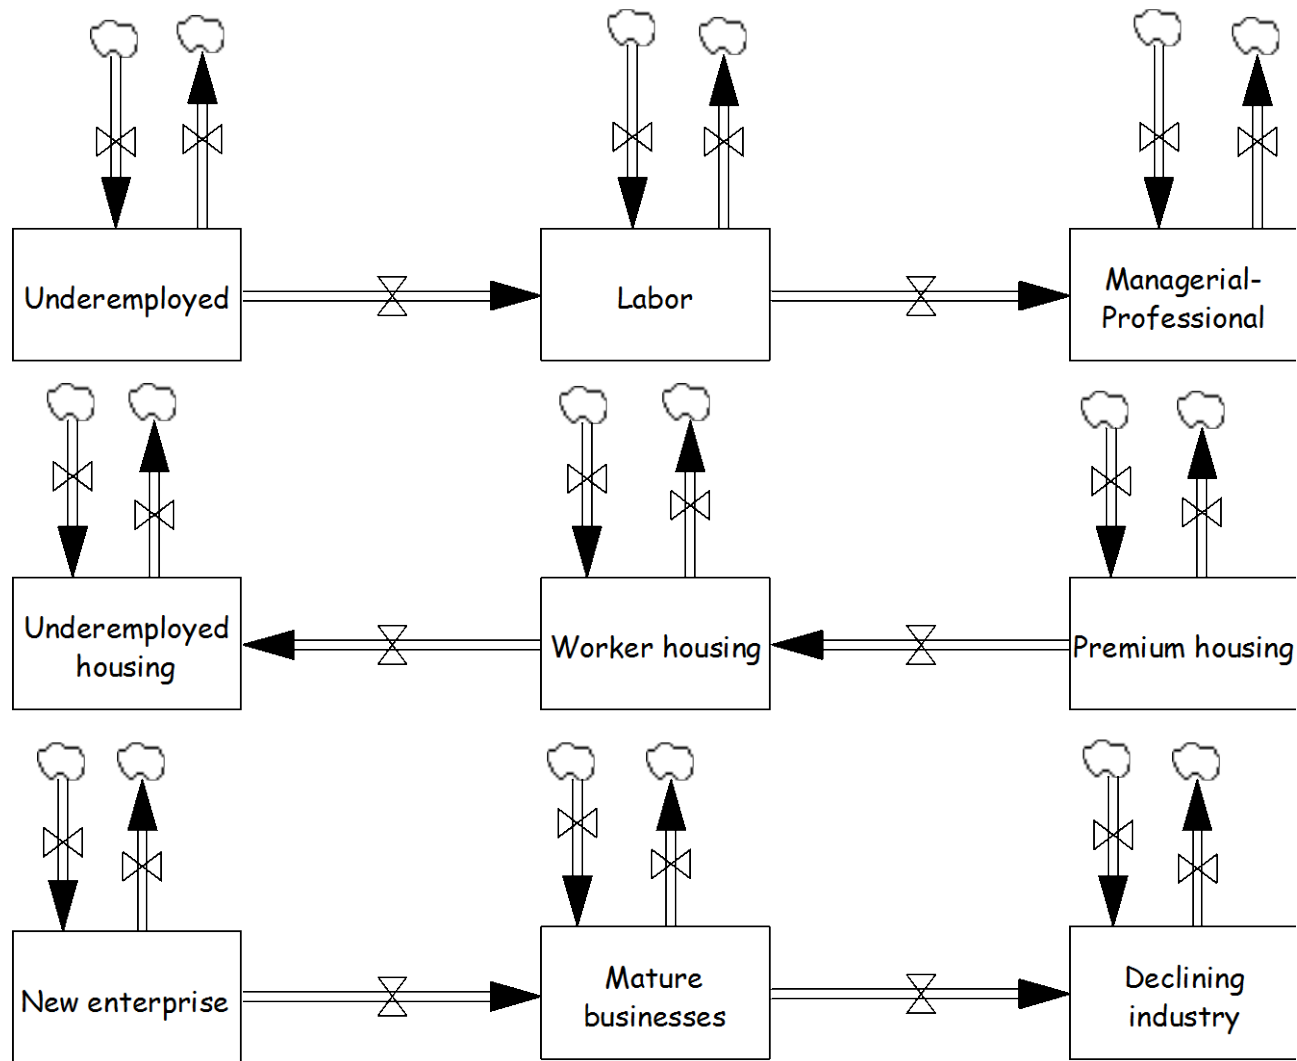 Underemployed
Labor
Managerial-
Professional
Underemployed
housing
Worker housing
Premium housing
New enterprise
Mature
businesses
Declining
industry